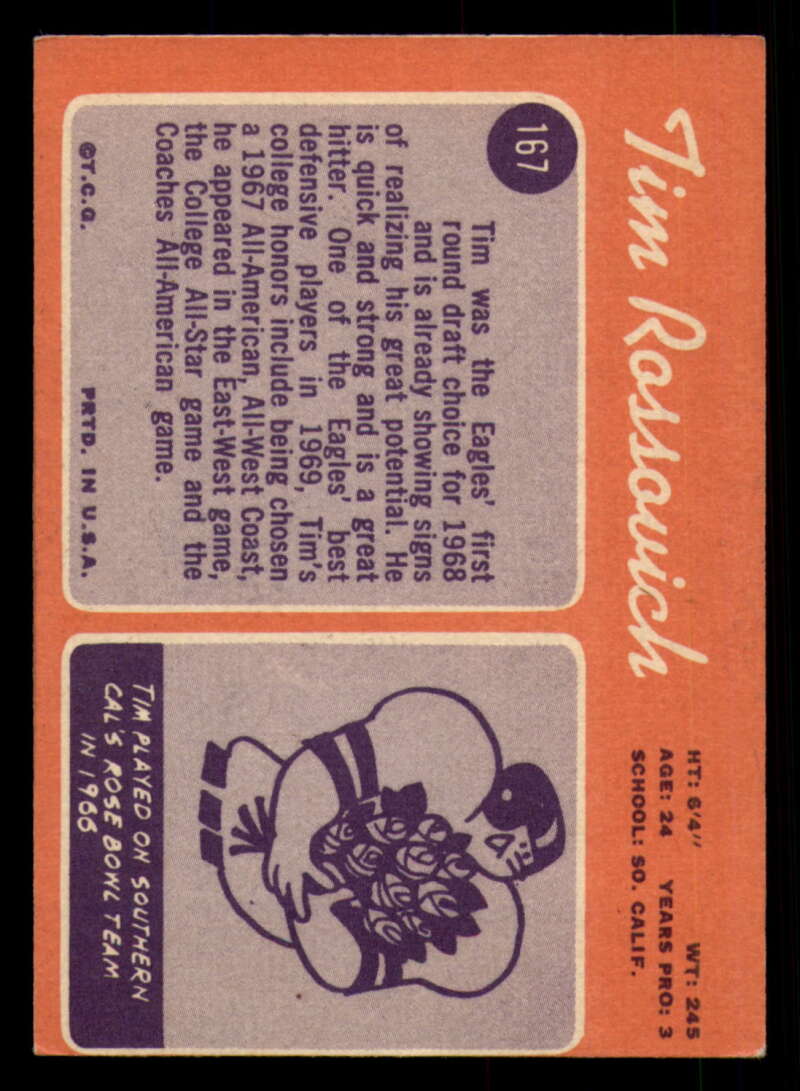 Tim Rossovich
HT: 6'4" WT: 245
AGE: 24 YEARS PRO: 3
SCHOOL: SO. CALIF.
167
Tim was the Eagles' first
round draft choice for 1968
and is already showing signs
of realizing his great potential. He
is quick and strong and is a great
hitter. One of the Eagles' best
defensive players in 1969, Tim's
college honors include being chosen
a 1967 All-American, All-West Coast,
he appeared in the East-West game,
the College All-Star game and the
Coaches All-American game.
©T.C.G. PRTD. IN U.S.A.
TIM PLAYED ON SOUTHERN
CAL'S ROSE BOWL TEAM
IN 1966